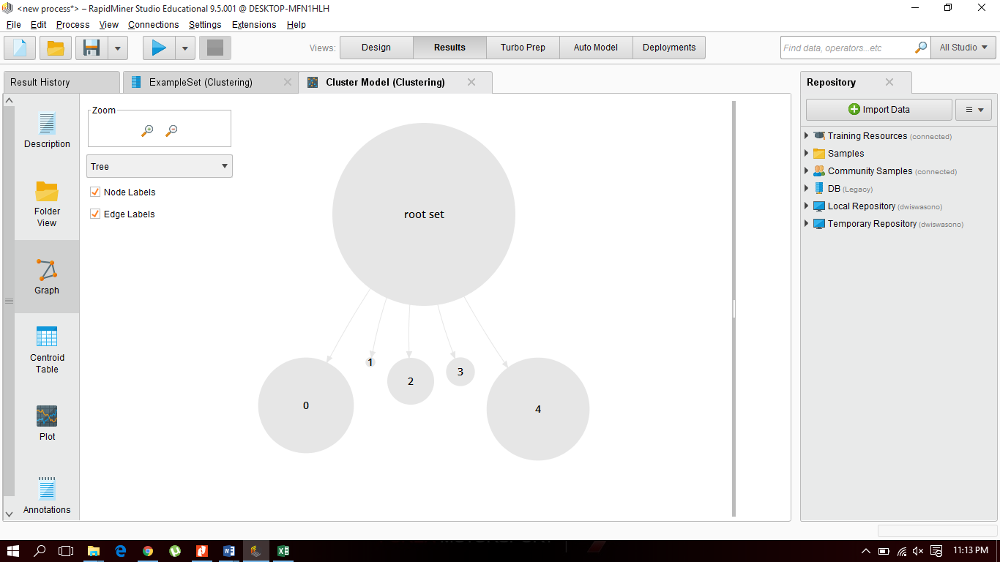 <new process*> – RapidMiner Studio Educational 9.5.001 @ DESKTOP-MFN1HLH
File Edit Process View Connections Settings Extensions Help
Views: Design Results Turbo Prep Auto Model Deployments Find data, operators...etc All Studio
Result History ExampleSet (Clustering) Cluster Model (Clustering) Repository
Description
Folder
View
Graph
Centroid
Table
Plot
Annotations
Zoom
Tree
Node Labels
Edge Labels
root set
0
1
2
3
4
Import Data
Training Resources (connected)
Samples
Community Samples (connected)
DB (Legacy)
Local Repository (dwiswasono)
Temporary Repository (dwiswasono)
11:13 PM